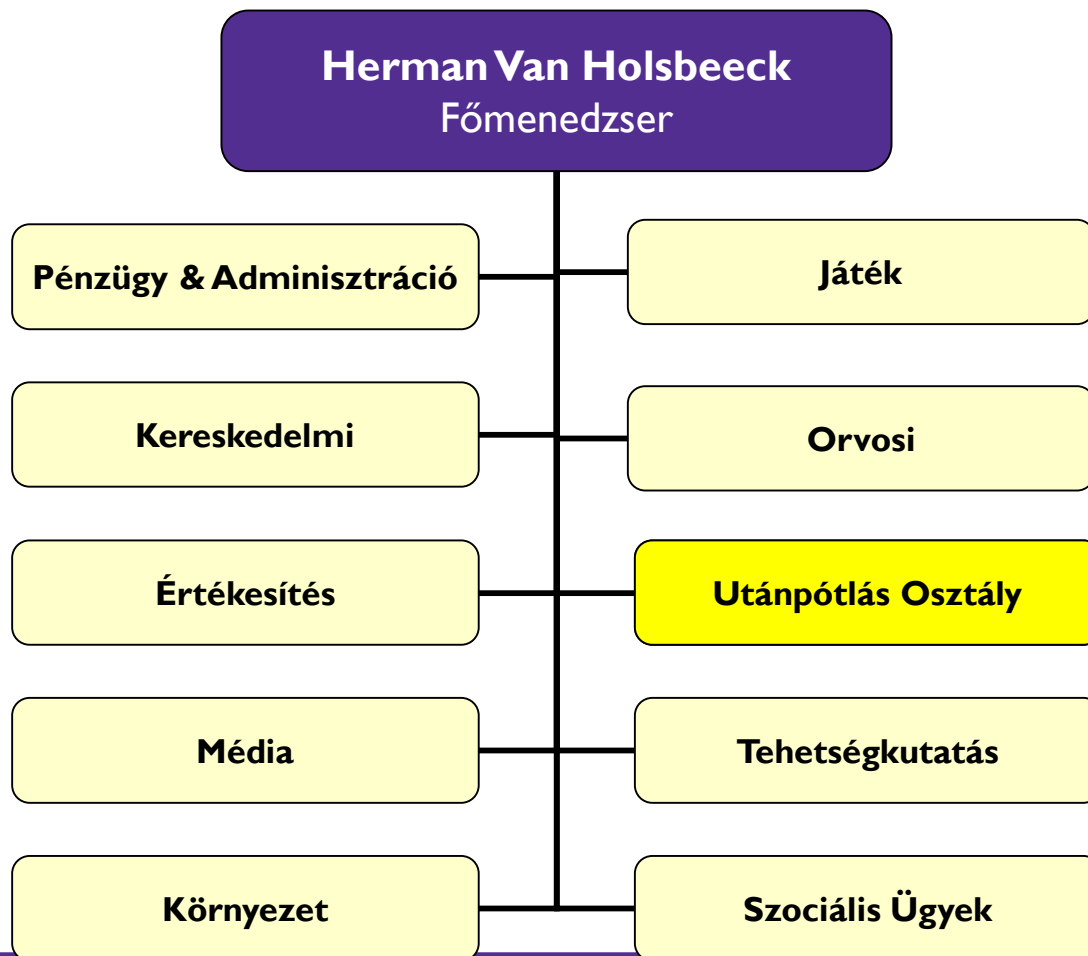 Herman Van Holsbeeck
Főmenedzser
Pénzügy & Adminisztráció
Játék
Kereskedelmi
Orvosi
Értékesítés
Utánpótlás Osztály
Média
Tehetségkutatás
Környezet
Szociális Ügyek